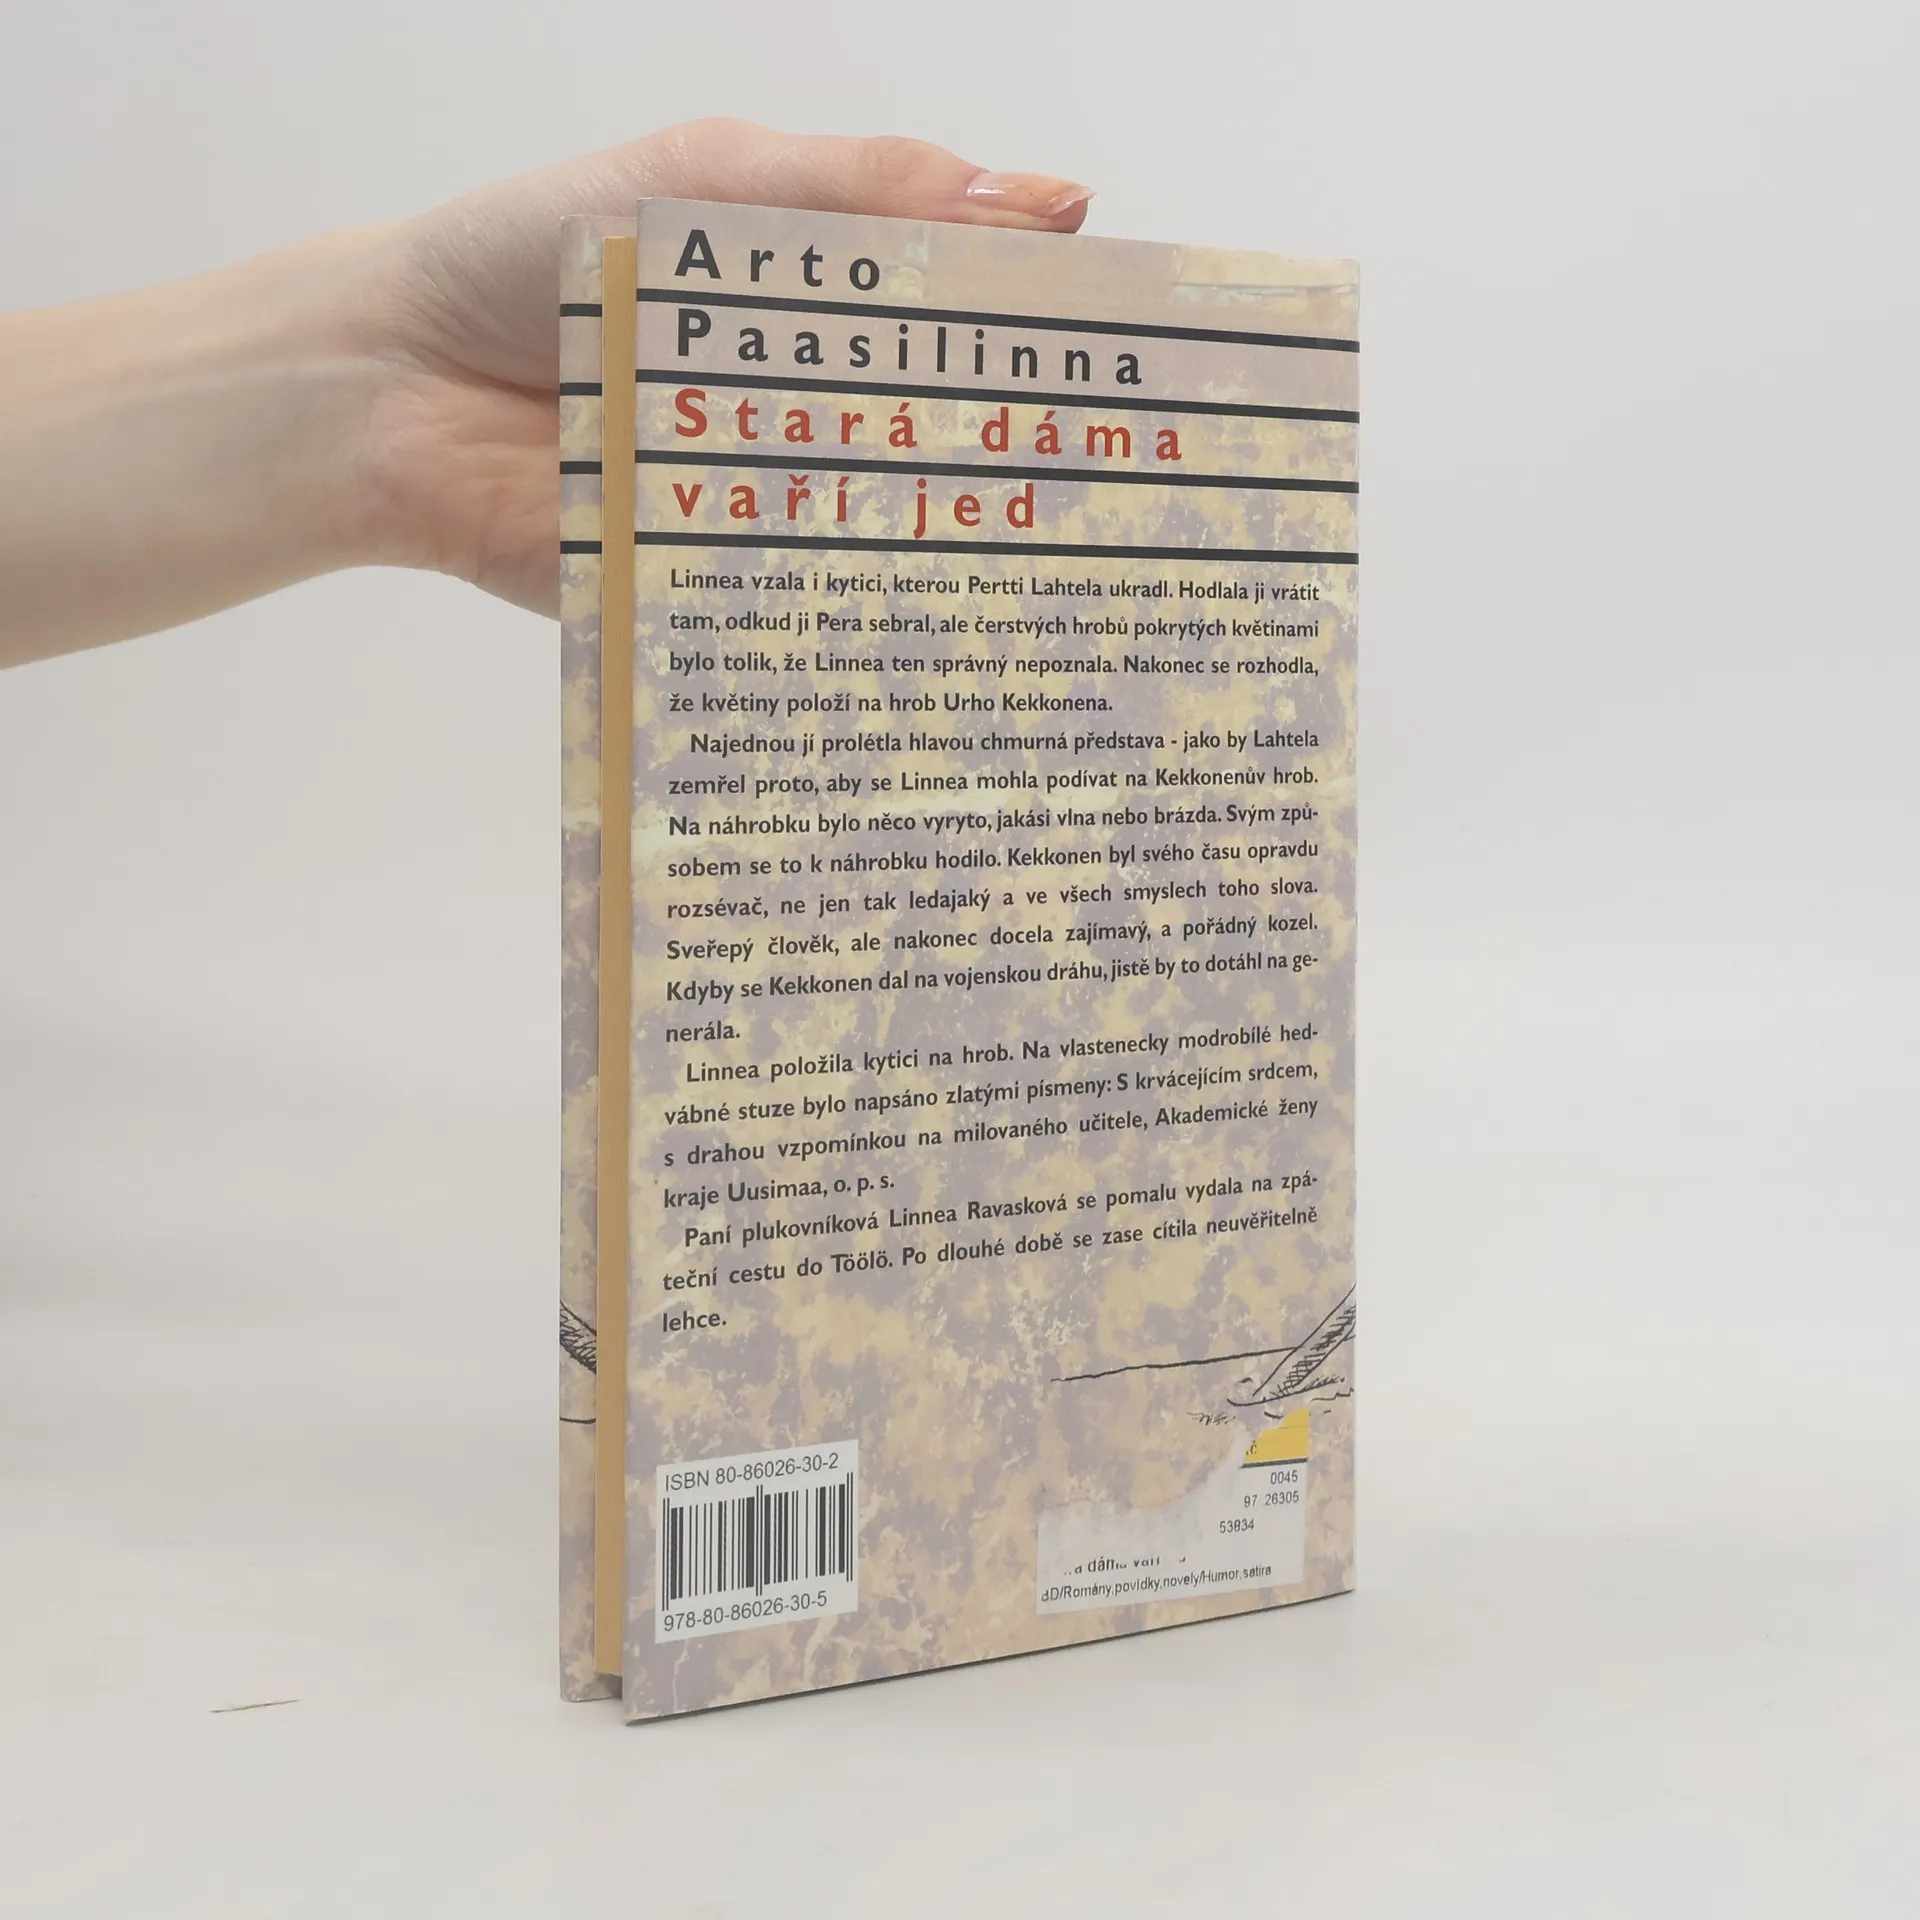 Arto
Paasilinna
Stará dáma
vaří jed
Linnea vzala i kytici, kterou Pertti Lahtela ukradl. Hodlala ji vrátit
tam, odkud ji Pera sebral, ale čerstvých hrobů pokrytých květinami
bylo tolik, že Linnea ten správný nepoznala. Nakonec se rozhodla,
že květiny položí na hrob Urho Kekkonena.
Najednou jí prolétla hlavou chmurná představa - jako by Lahtela
zemřel proto, aby se Linnea mohla podívat na Kekkonenův hrob.
Na náhrobku bylo něco vyryto, jakási vlna nebo brázda. Svým způ-
sobem se to k náhrobku hodilo. Kekkonen byl svého času opravdu
rozsévač, ne jen tak ledajaký a ve všech smyslech toho slova.
Sveřepý člověk, ale nakonec docela zajímavý, a pořádný kozel.
Kdyby se Kekkonen dal na vojenskou dráhu, jistě by to dotáhl na ge-
nerála.
Linnea položila kytici na hrob. Na vlastenecky modrobílé hed-
vábné stuze bylo napsáno zlatými písmeny: S krvácejícím srdcem,
s drahou vzpomínkou na milovaného učitele, Akademické ženy
kraje Uusimaa, o. p. s.
Paní plukovníková Linnea Ravasková se pomalu vydala na zpá-
teční cestu do Töölö. Po dlouhé době se zase cítila neuvěřitelně
lehce.
ISBN 80-86026-30-2
978-80-86026-30-5
0045
97 26305
53834
dáma
dD/Romány,povídky,novely/Humor,satira